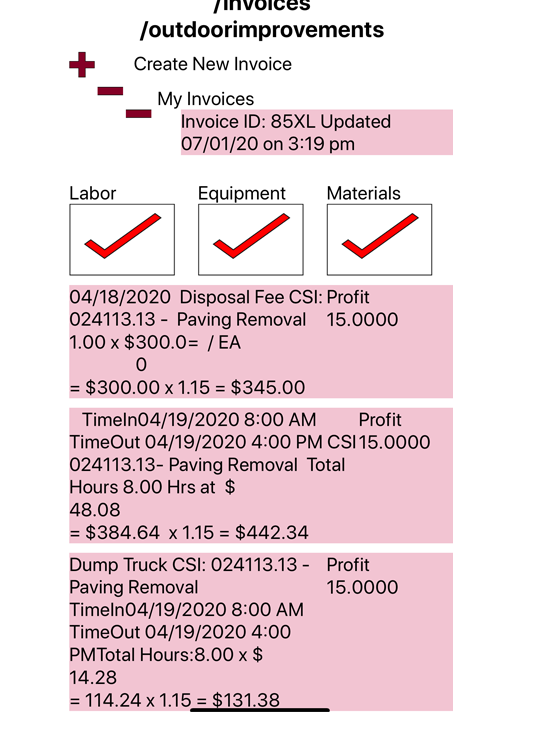 /invoices
/outdoorimprovements
Create New Invoice
My Invoices
Invoice ID: 85XL Updated
07/01/20 on 3:19 pm
Labor Equipment Materials
04/18/2020 Disposal Fee CSI: Profit
024113.13 - Paving Removal 15.0000
1.00 x $300.0= / EA
0
= $300.00 x 1.15 = $345.00
TimeIn04/19/2020 8:00 AM Profit
TimeOut 04/19/2020 4:00 PM CSI 15.0000
024113.13- Paving Removal Total
Hours 8.00 Hrs at $
48.08
= $384.64 x 1.15 = $442.34
Dump Truck CSI: 024113.13 - Profit
Paving Removal 15.0000
TimeIn04/19/2020 8:00 AM
TimeOut 04/19/2020 4:00
PMTotal Hours:8.00 x $
14.28
= 114.24 x 1.15 = $131.38